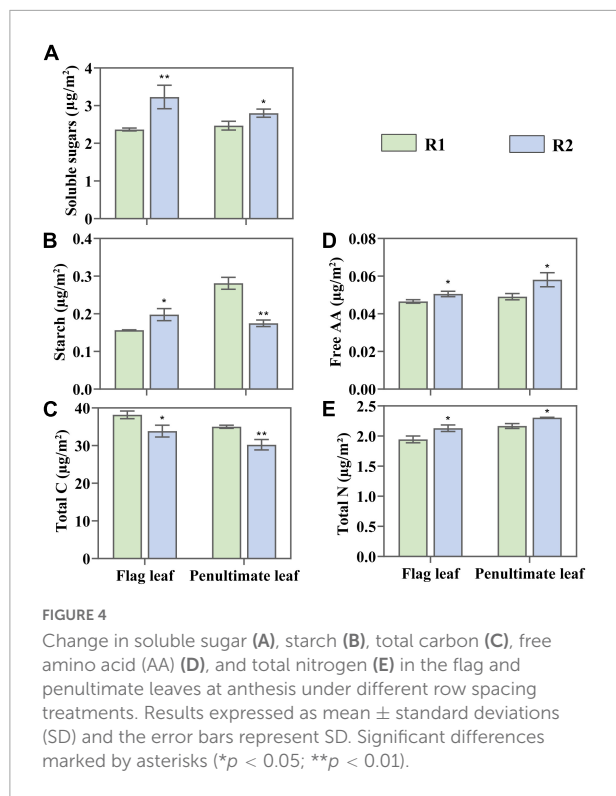 A
Soluble sugars (µg/m²)
4
3
2
1
0
**
*
R1
R2
B
Starch (µg/m²)
0.4
0.3
0.2
0.1
0.0
*
**
D
Free AA (µg/m²)
0.08
0.06
0.04
0.02
0.00
*
*
C
Total C (µg/m²)
40
30
20
10
0
*
**
Flag leaf Penultimate leaf
E
Total N (µg/m²)
2.5
2.0
1.5
1.0
0.5
0.0
*
*
Flag leaf Penultimate leaf
FIGURE 4
Change in soluble sugar (A), starch (B), total carbon (C), free
amino acid (AA) (D), and total nitrogen (E) in the flag and
penultimate leaves at anthesis under different row spacing
treatments. Results expressed as mean ± standard deviations
(SD) and the error bars represent SD. Significant differences
marked by asterisks (*p < 0.05; **p < 0.01).